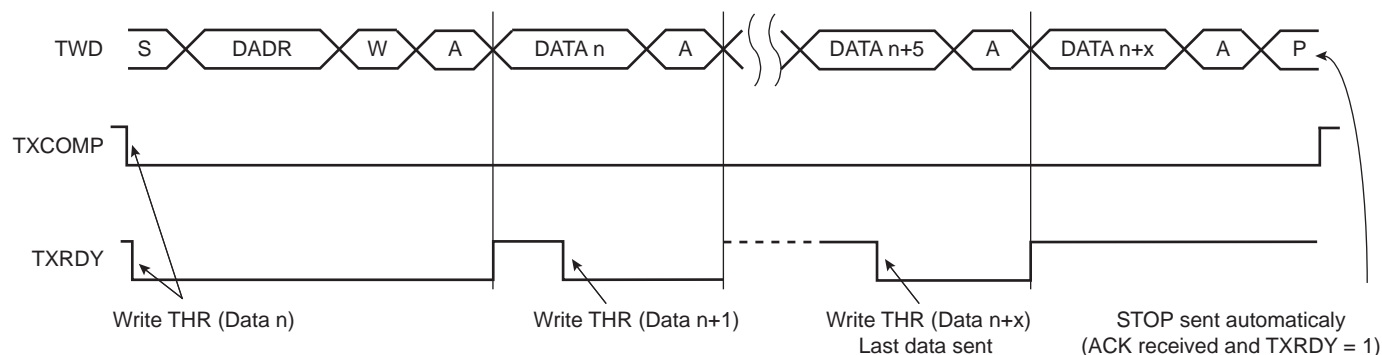 TWD S DADR W A DATA n A DATA n+5 A DATA n+x A P
TXCOMP
TXRDY
Write THR (Data n)
Write THR (Data n+1)
Write THR (Data n+x)
Last data sent
STOP sent automaticaly
(ACK received and TXRDY = 1)